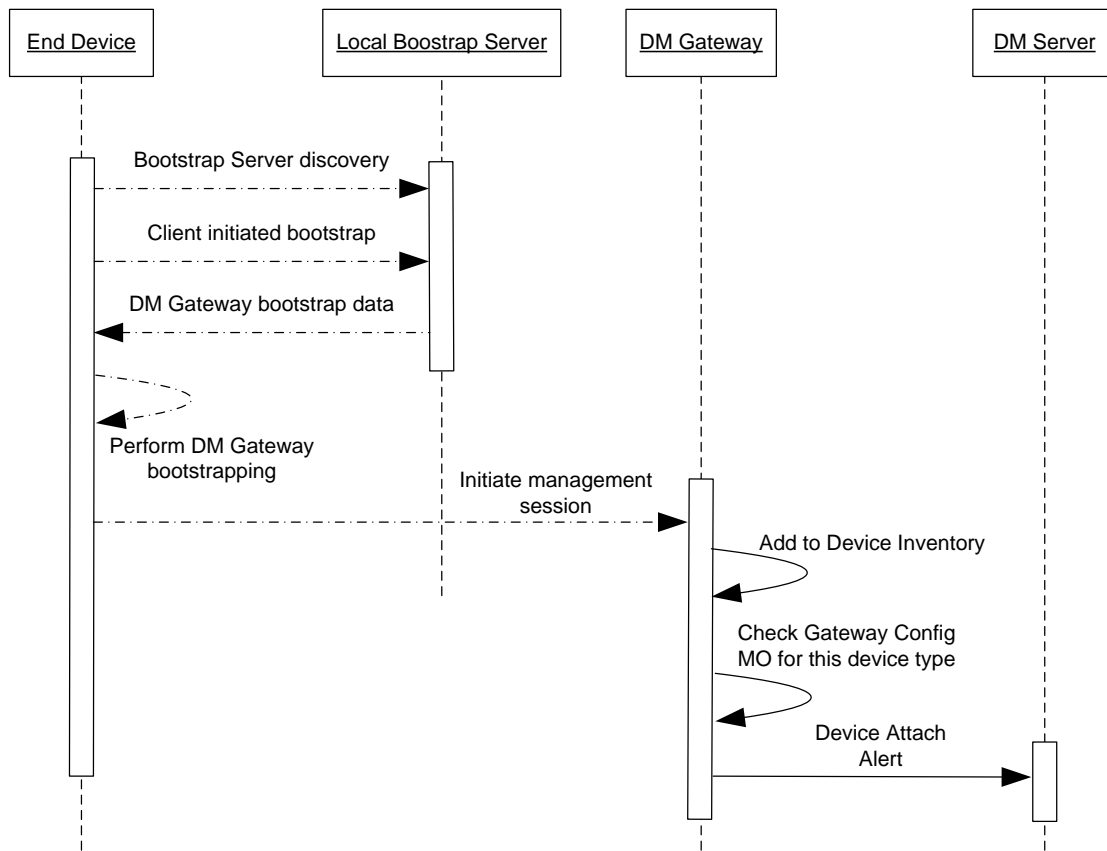 End Device
Local Boostrap Server
DM Gateway
DM Server
Bootstrap Server discovery
Client initiated bootstrap
DM Gateway bootstrap data
Perform DM Gateway
bootstrapping
Initiate management
session
Add to Device Inventory
Check Gateway Config
MO for this device type
Device Attach
Alert